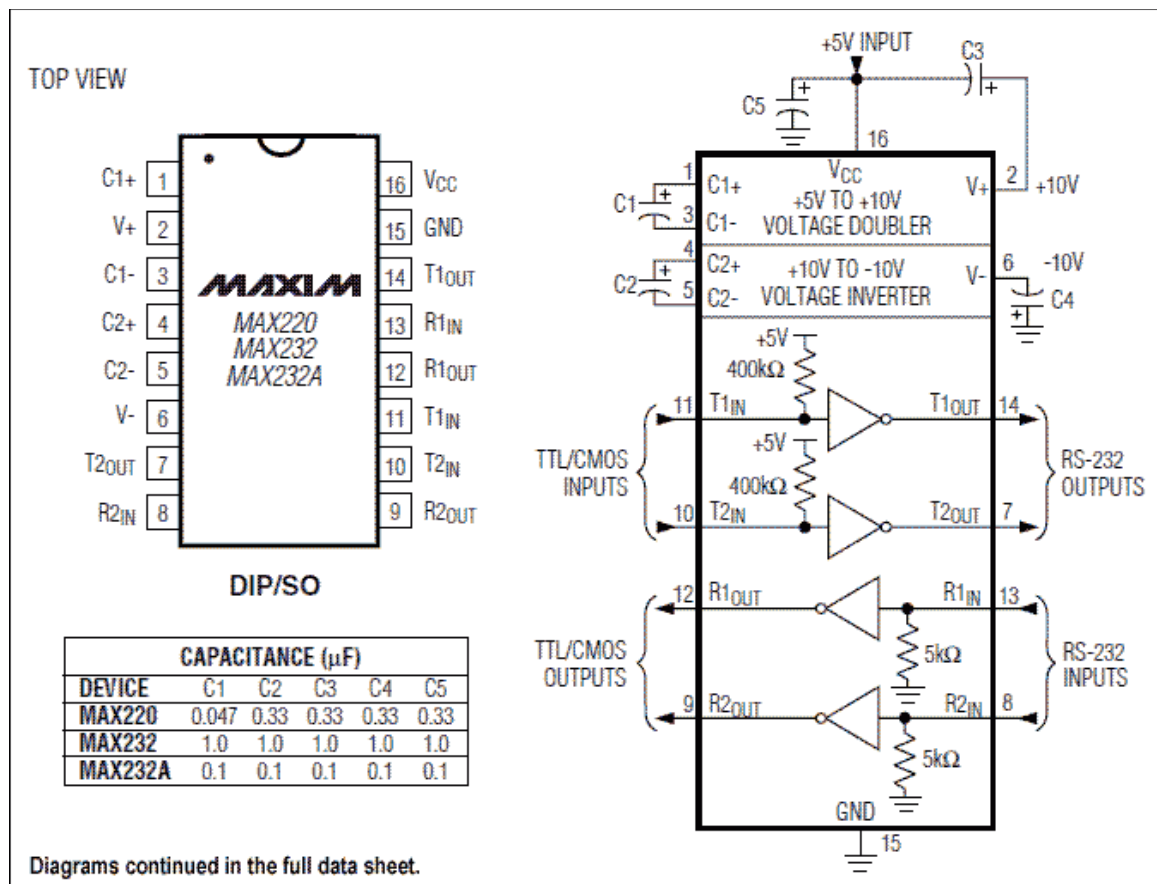 TOP VIEW
C1+ 1
V+ 2
C1- 3
C2+ 4
C2- 5
V- 6
T2OUT 7
R2IN 8
16 VCC
15 GND
14 T1OUT
13 R1IN
12 R1OUT
11 T1IN
10 T2IN
9 R2OUT
MAXIM
MAX220
MAX232
MAX232A
DIP/SO
CAPACITANCE (µF)
DEVICE C1 C2 C3 C4 C5
MAX220 0.047 0.33 0.33 0.33 0.33
MAX232 1.0 1.0 1.0 1.0 1.0
MAX232A 0.1 0.1 0.1 0.1 0.1
Diagrams continued in the full data sheet.
+5V INPUT
C3
+
+
C5
16
VCC
1
C1+
+
C1
3
C1-
+5V TO +10V
VOLTAGE DOUBLER
V+
2
+10V
4
C2+
+
C2
5
C2-
+10V TO -10V
VOLTAGE INVERTER
V-
6
-10V
C4
+
+5V
400kΩ
11 T1IN
T1OUT 14
TTL/CMOS
INPUTS
+5V
400kΩ
RS-232
OUTPUTS
10 T2IN
T2OUT 7
12 R1OUT
R1IN 13
TTL/CMOS
OUTPUTS
5kΩ
RS-232
INPUTS
9 R2OUT
R2IN 8
5kΩ
GND
15